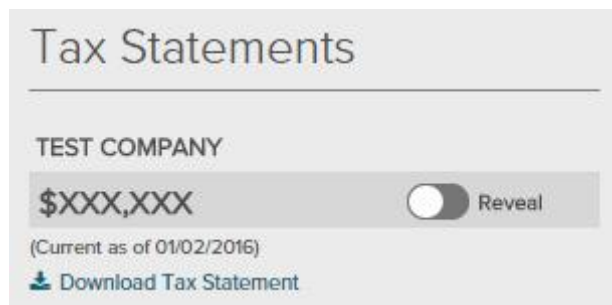 Tax Statements
TEST COMPANY
$XXX,XXX Reveal
(Current as of 01/02/2016)
Download Tax Statement